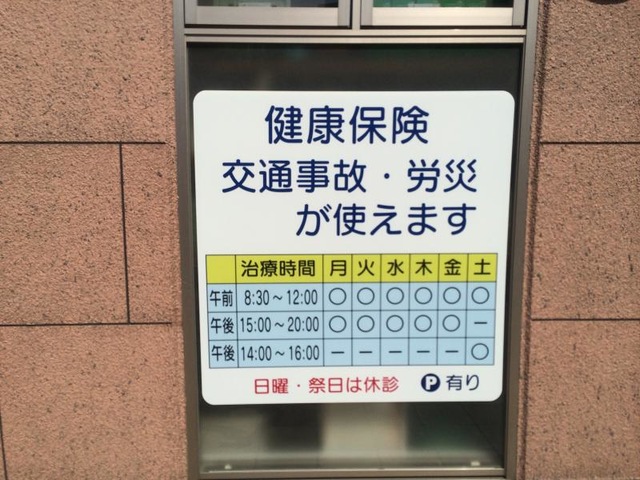 健康保険
交通事故・労災
が使えます
治療時間 月 火 水 木 金 土
午前 8:30～12:00 ○ ○ ○ ○ ○ ○
午後 15:00～20:00 ○ ○ ○ ○ ○ ー
午後 14:00～16:00 ー ー ー ー ー ○
日曜・祭日は休診 P 有り